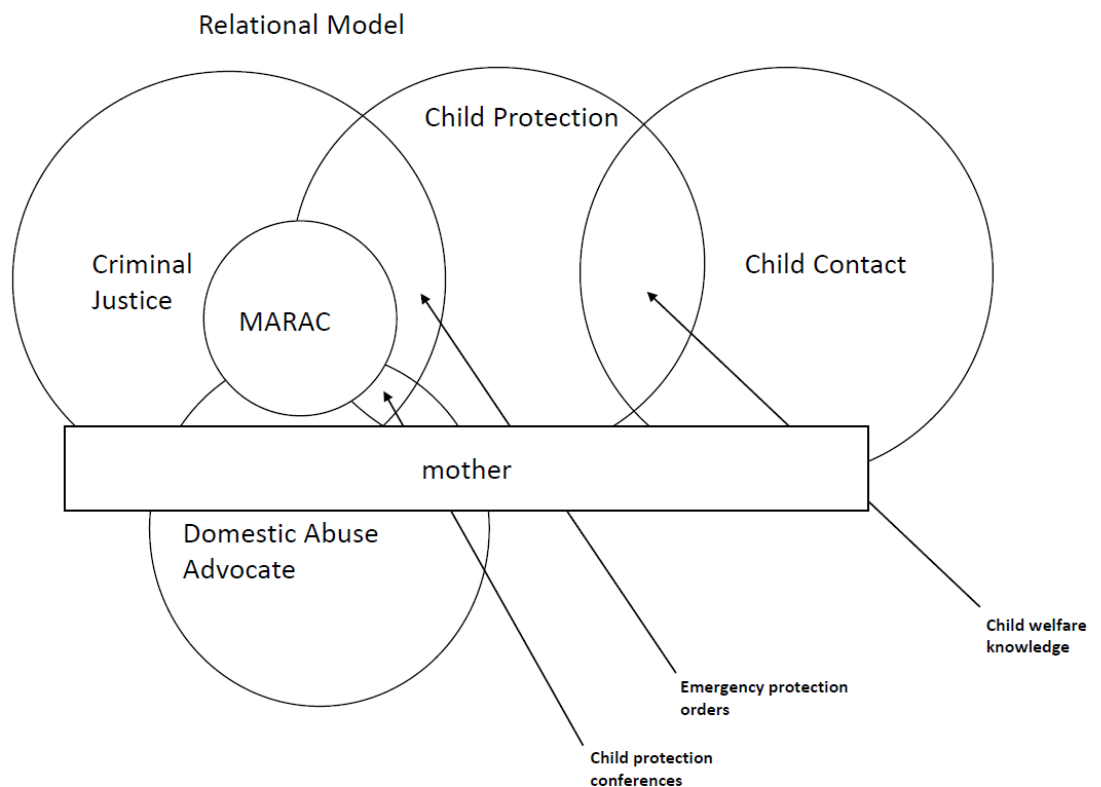 Relational Model
Child Protection
Criminal
Justice
MARAC
Child Contact
mother
Domestic Abuse
Advocate
Child welfare
knowledge
Emergency protection
orders
Child protection
conferences